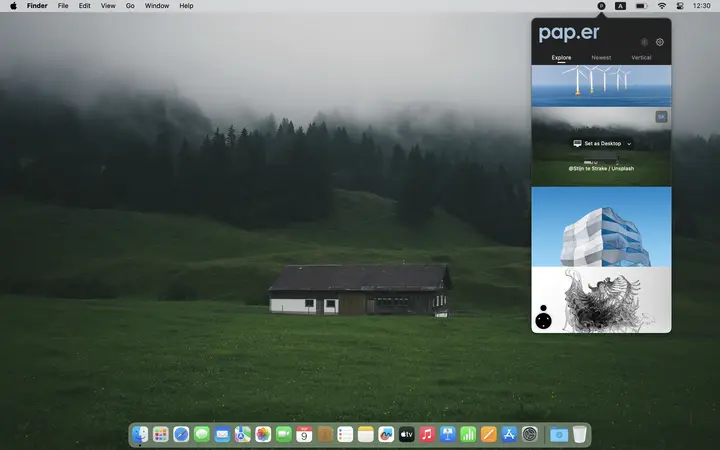 Finder File Edit View Go Window Help
P A 12:30
pap.er
Explore Newest Vertical
5K
Set as Desktop
@Stijn te Strake / Unsplash
9
tv